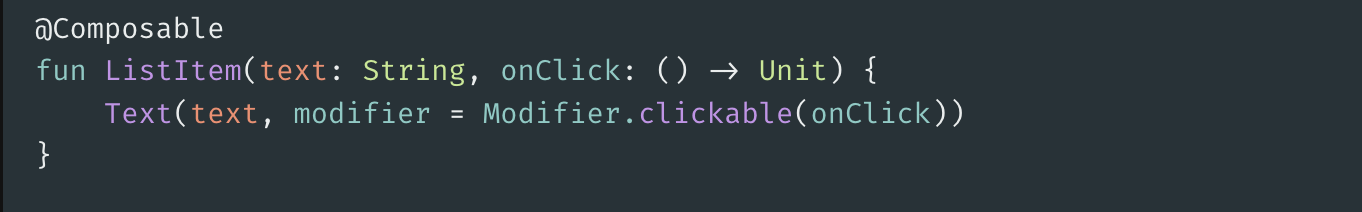 @Composable
fun ListItem(text: String, onClick: () -> Unit) {
    Text(text, modifier = Modifier.clickable(onClick))
}